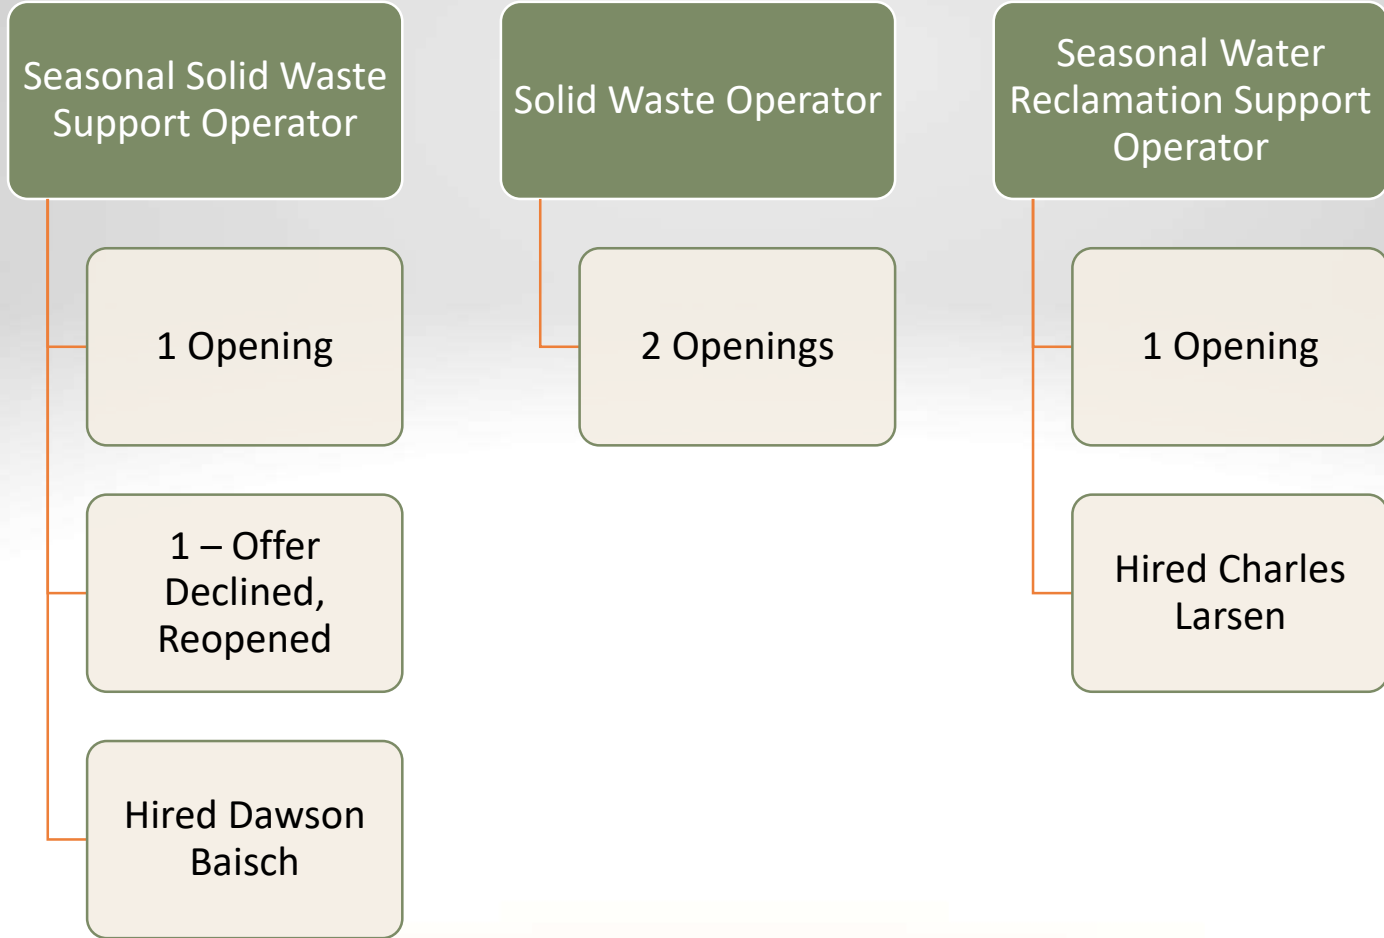 Seasonal Solid Waste
Support Operator
1 Opening
1 – Offer
Declined,
Reopened
Hired Dawson
Baisch
Solid Waste Operator
2 Openings
Seasonal Water
Reclamation Support
Operator
1 Opening
Hired Charles
Larsen